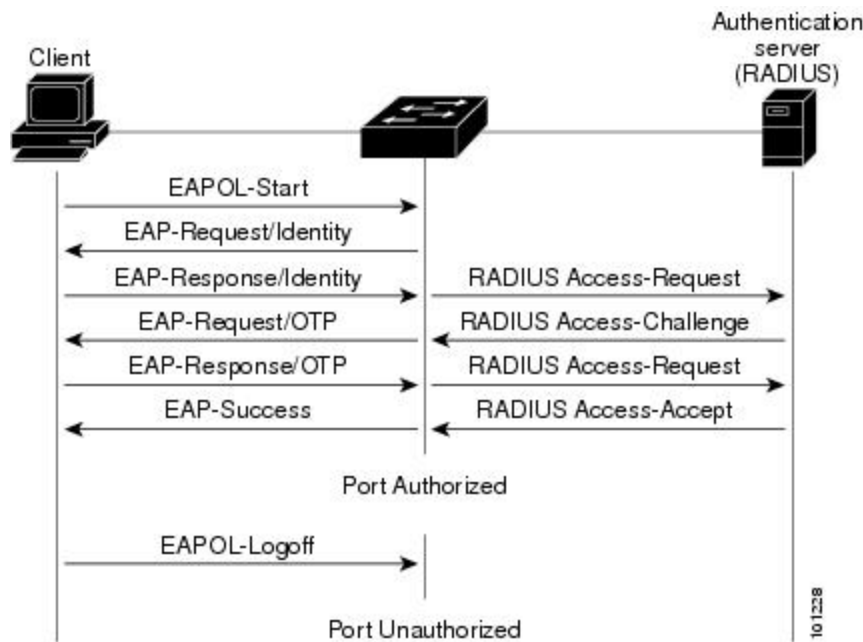 Client
Authentication
server
(RADIUS)
EAPOL-Start
EAP-Request/Identity
EAP-Response/Identity
RADIUS Access-Request
EAP-Request/OTP
RADIUS Access-Challenge
EAP-Response/OTP
RADIUS Access-Request
EAP-Success
RADIUS Access-Accept
Port Authorized
EAPOL-Logoff
Port Unauthorized
101228